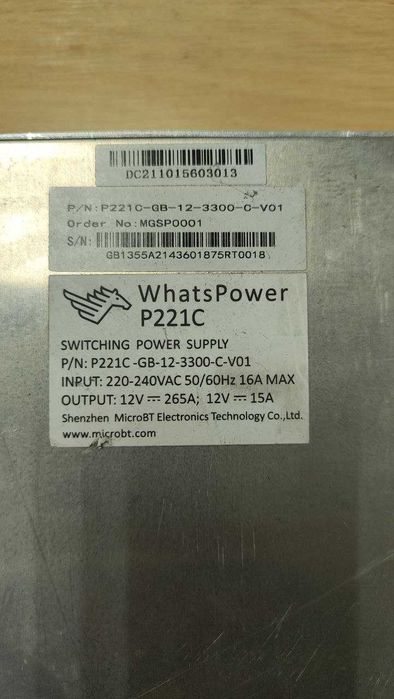 DC211015603013
P/N:P221C-GB-12-3300-C-V01
Order No:MGSP0001
S/N:
GB1355A2143601875RT0018
WhatsPower
P221C
SWITCHING POWER SUPPLY
P/N: P221C -GB-12-3300-C-V01
INPUT: 220-240VAC 50/60Hz 16A MAX
OUTPUT: 12V ⎓ 265A; 12V ⎓ 15A
Shenzhen MicroBT Electronics Technology Co.,Ltd.
www.microbt.com